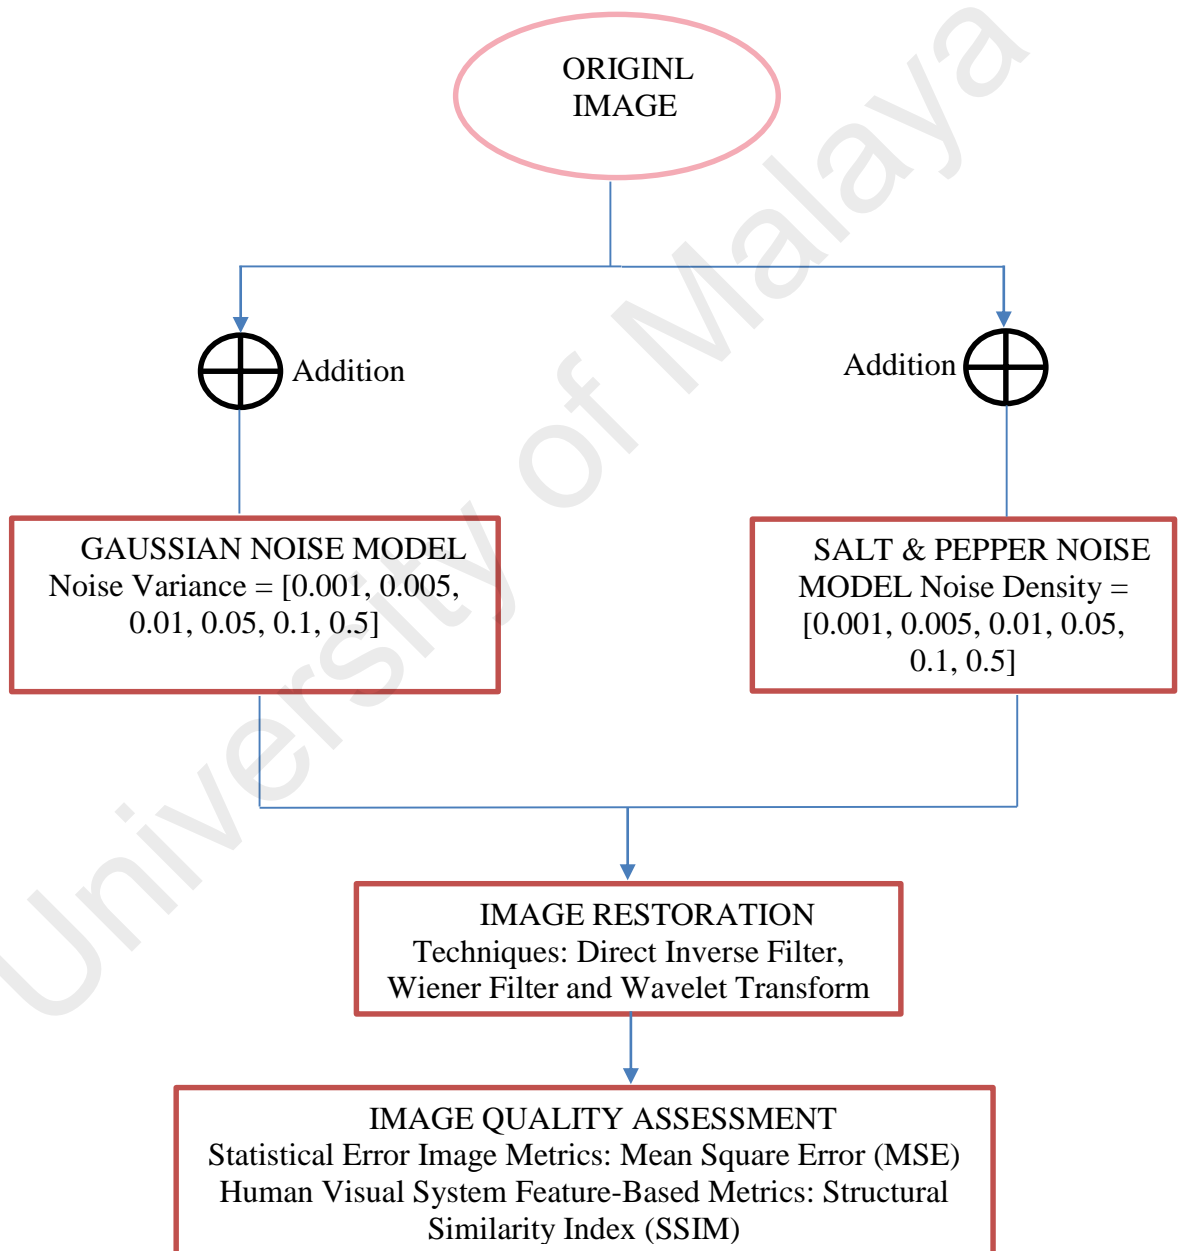 ORIGINL
IMAGE
Addition
Addition
GAUSSIAN NOISE MODEL
Noise Variance = [0.001, 0.005,
0.01, 0.05, 0.1, 0.5]
SALT & PEPPER NOISE
MODEL Noise Density =
[0.001, 0.005, 0.01, 0.05,
0.1, 0.5]
IMAGE RESTORATION
Techniques: Direct Inverse Filter,
Wiener Filter and Wavelet Transform
IMAGE QUALITY ASSESSMENT
Statistical Error Image Metrics: Mean Square Error (MSE)
Human Visual System Feature-Based Metrics: Structural
Similarity Index (SSIM)
University of Malaya